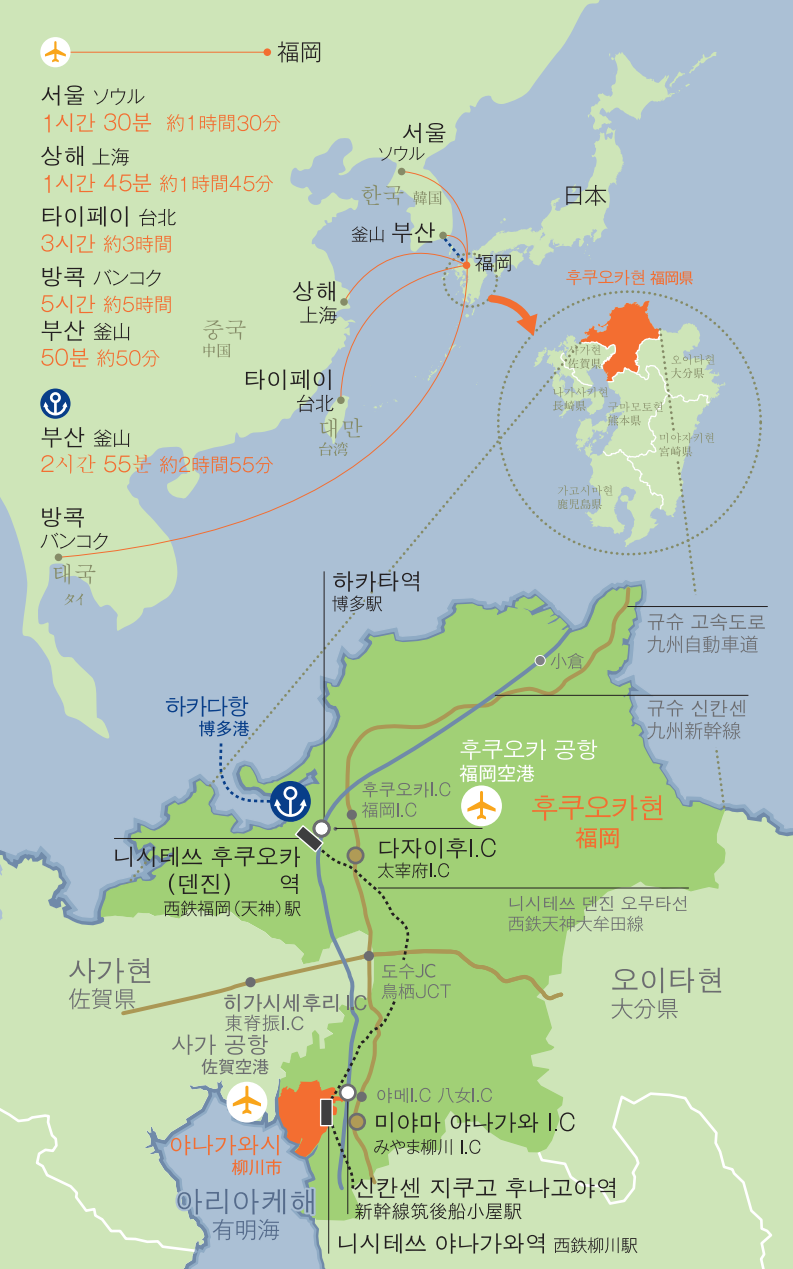 福岡
서울 ソウル
1시간 30분 約1時間30分
상해 上海
1시간 45분 約1時間45分
타이페이 台北
3시간 約3時間
방콕 バンコク
5시간 約5時間
부산 釜山
50분 約50分
부산 釜山
2시간 55분 約2時間55分
서울
ソウル
한국 韓国
釜山 부산
日本
福岡
상해
上海
중국
中国
타이페이
台北
대만
台湾
방콕
バンコク
태국
タイ
후쿠오카현 福岡県
사가현
佐賀県
오이타현
大分県
나가사키현
長崎県
구마모토현
熊本県
미야자키현
宮崎県
가고시마현
鹿児島県
하카타역
博多駅
규슈 고속도로
九州自動車道
小倉
규슈 신칸센
九州新幹線
하카다항
博多港
후쿠오카 공항
福岡空港
후쿠오카I.C
福岡I.C
후쿠오카현
福岡
니시테쓰 후쿠오카
(덴진) 역
西鉄福岡(天神)駅
다자이후I.C
太宰府I.C
니시테쓰 덴진 오무타선
西鉄天神大牟田線
사가현
佐賀県
도수JC
鳥栖JCT
오이타현
大分県
히가시세후리 I.C
東脊振I.C
사가 공항
佐賀空港
야메I.C 八女I.C
미야마 야나가와 I.C
みやま柳川 I.C
야나가와시
柳川市
아리아케해
有明海
신칸센 지쿠고 후나고야역
新幹線筑後船小屋駅
니시테쓰 야나가와역 西鉄柳川駅